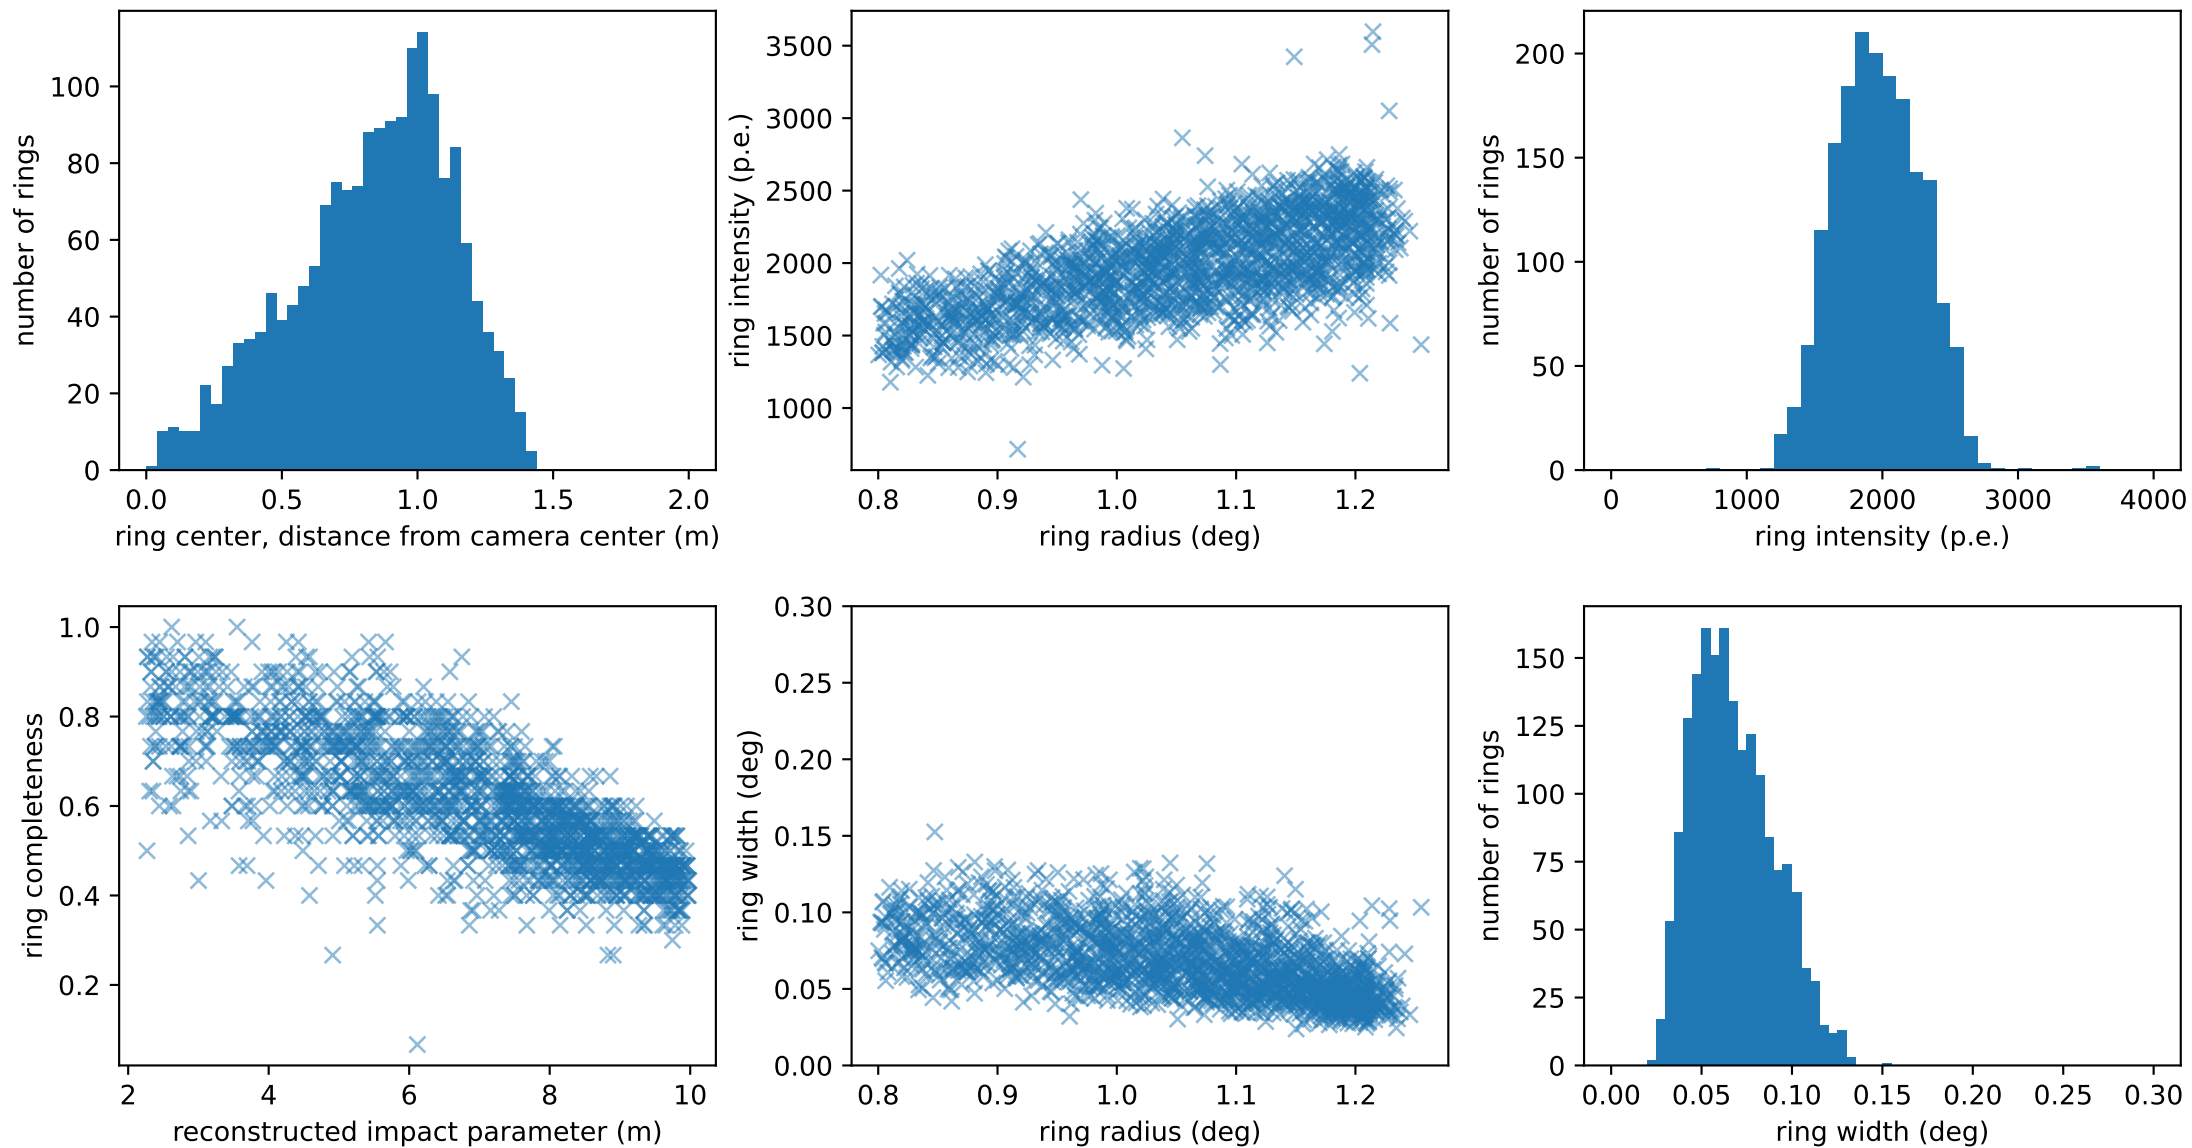 100
80
60
40
20
0
number of rings
0.0 0.5 1.0 1.5 2.0
ring center, distance from camera center (m)
3500
3000
2500
2000
1500
1000
ring intensity (p.e.)
0.8 0.9 1.0 1.1 1.2
ring radius (deg)
200
150
100
50
0
number of rings
0 1000 2000 3000 4000
ring intensity (p.e.)
1.0
0.8
0.6
0.4
0.2
ring completeness
2 4 6 8 10
reconstructed impact parameter (m)
0.30
0.25
0.20
0.15
0.10
0.05
0.00
ring width (deg)
0.8 0.9 1.0 1.1 1.2
ring radius (deg)
150
125
100
75
50
25
0
number of rings
0.00 0.05 0.10 0.15 0.20 0.25 0.30
ring width (deg)